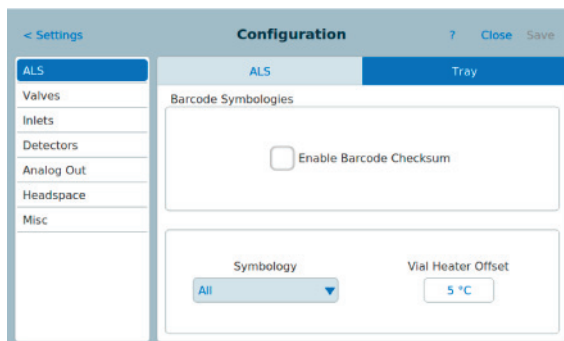 < Settings Configuration ? Close Save
ALS ALS Tray
Valves Barcode Symbologies
Inlets
Detectors Enable Barcode Checksum
Analog Out
Headspace
Misc
Symbology Vial Heater Offset
All 5 °C